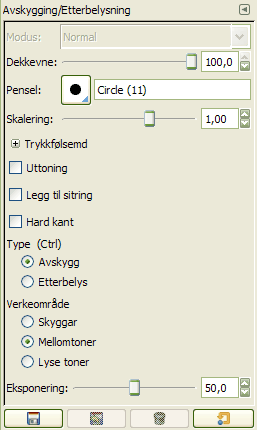 Avskygging/Etterbelysning
Modus: Normal
Dekkevne: 100,0
Pensel: Circle (11)
Skalering: 1,00
Trykkfølsemd
Uttoning
Legg til sitring
Hard kant
Type (Ctrl)
Avskygg
Etterbelys
Verkeområde
Skyggar
Mellomtoner
Lyse toner
Eksponering: 50,0